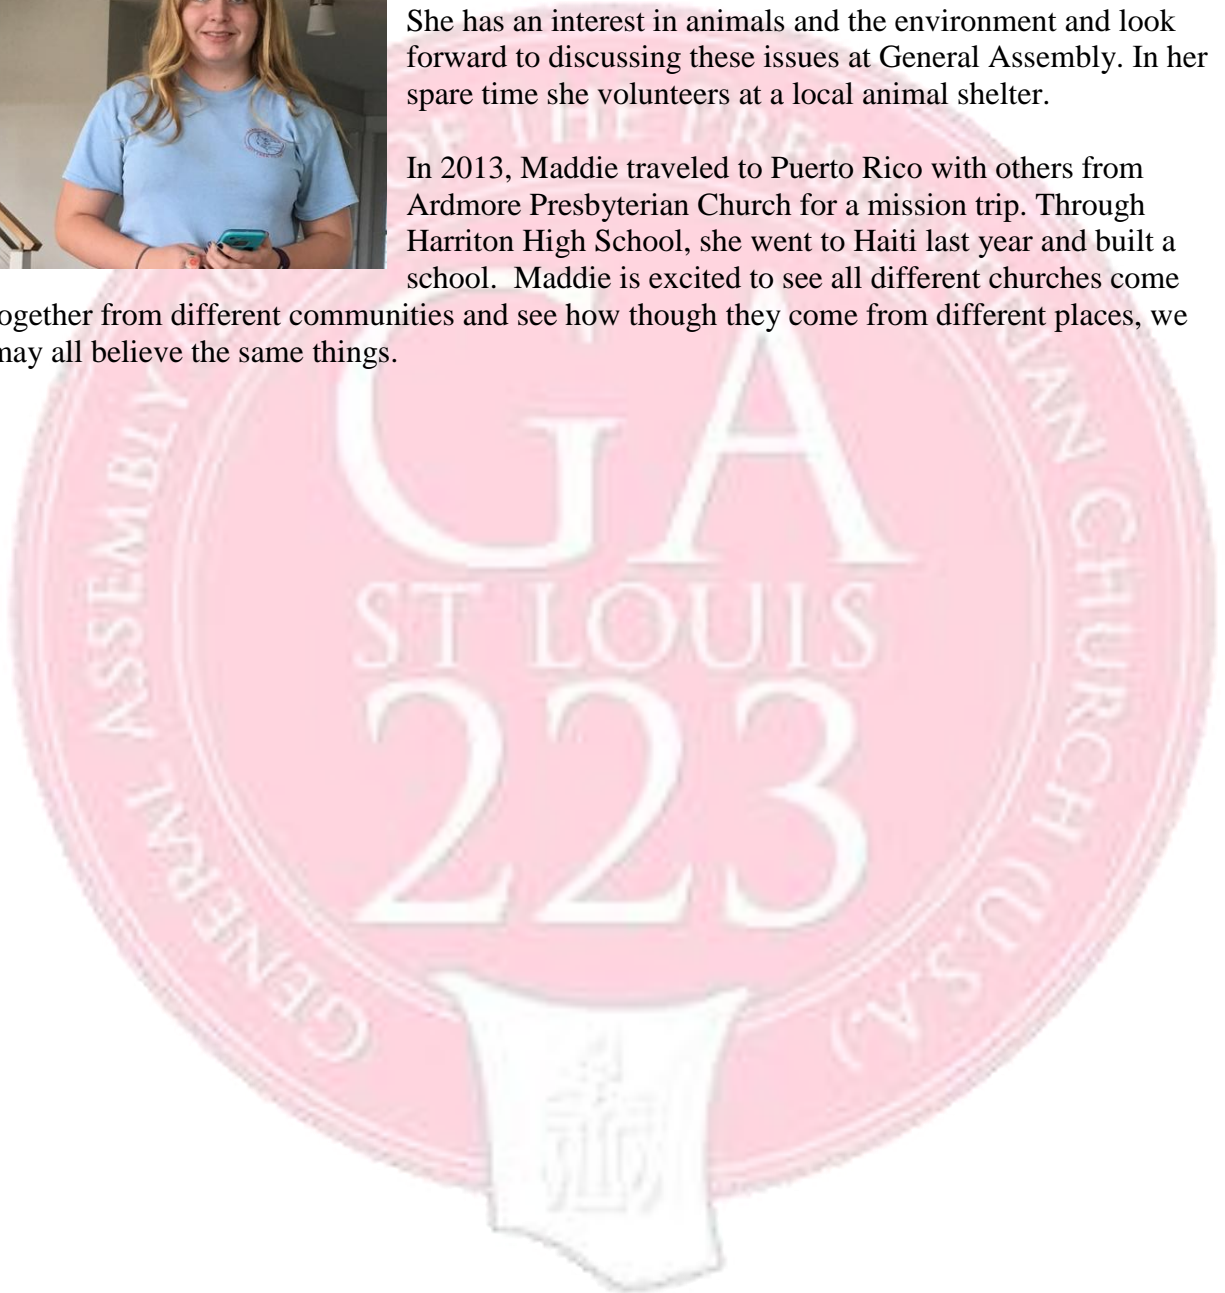 She has an interest in animals and the environment and look
forward to discussing these issues at General Assembly. In her
spare time she volunteers at a local animal shelter.
In 2013, Maddie traveled to Puerto Rico with others from
Ardmore Presbyterian Church for a mission trip. Through
Harriton High School, she went to Haiti last year and built a
school.  Maddie is excited to see all different churches come
ogether from different communities and see how though they come from different places, we
may all believe the same things.
GENERAL ASSEMBLY OF THE PRESBYTERIAN CHURCH (U.S.A.)
GA
ST LOUIS
223